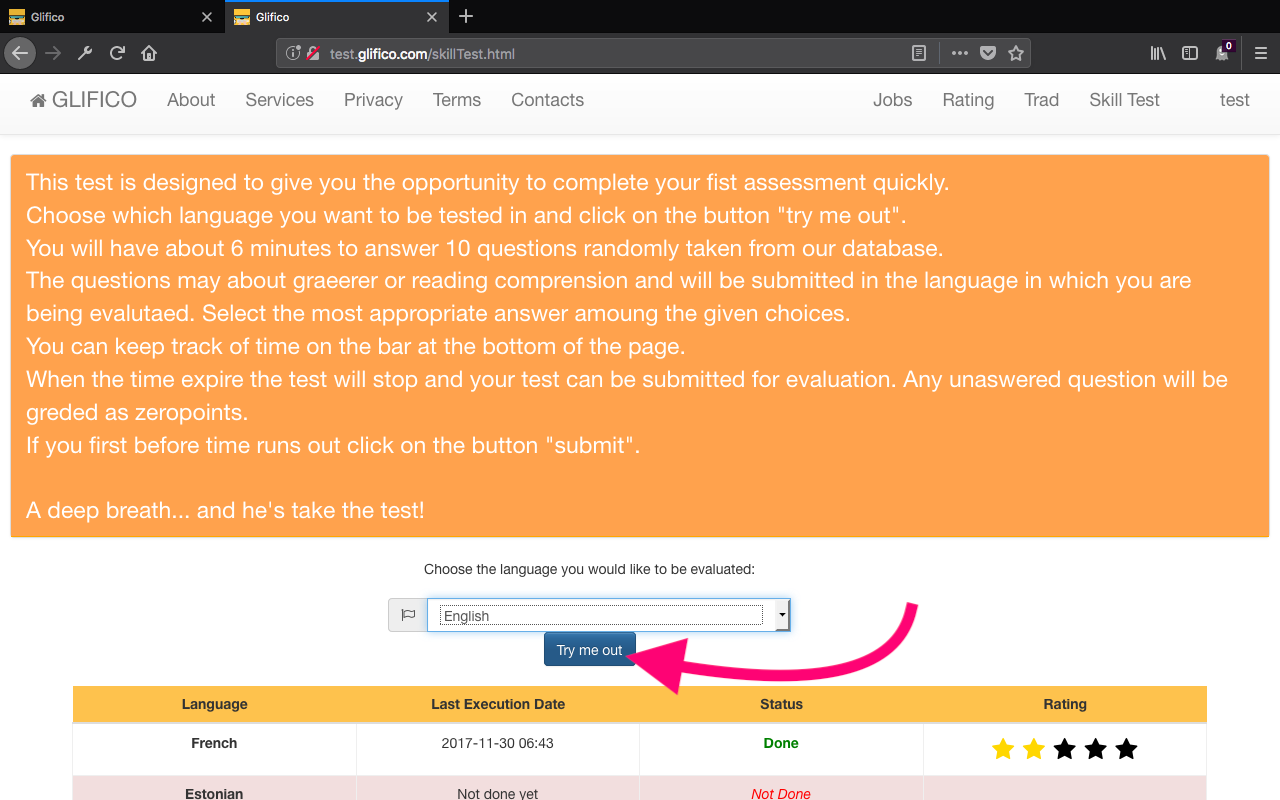 Glifico
Glifico
test.glifico.com/skillTest.html
0
GLIFICO About Services Privacy Terms Contacts Jobs Rating Trad Skill Test test
This test is designed to give you the opportunity to complete your fist assessment quickly.
Choose which language you want to be tested in and click on the button "try me out".
You will have about 6 minutes to answer 10 questions randomly taken from our database.
The questions may about graeerer or reading comprension and will be submitted in the language in which you are
being evalutaed. Select the most appropriate answer amoung the given choices.
You can keep track of time on the bar at the bottom of the page.
When the time expire the test will stop and your test can be submitted for evaluation. Any unaswered question will be
greded as zeropoints.
If you first before time runs out click on the button "submit".
A deep breath... and he's take the test!
Choose the language you would like to be evaluated:
English
Try me out
Language Last Execution Date Status Rating
French 2017-11-30 06:43 Done
Estonian Not done yet Not Done